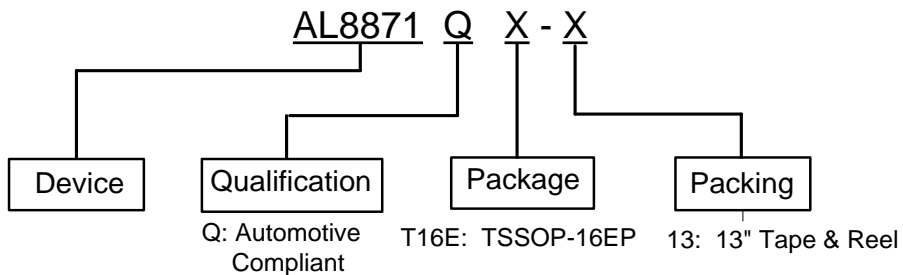 AL8871 Q X - X
Device
Qualification
Package
Packing
Q: Automotive
Compliant
T16E: TSSOP-16EP
13: 13" Tape & Reel